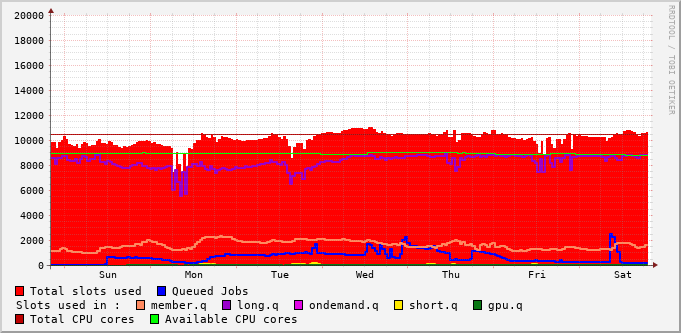 RRDTOOL / TOBI OETIKER
20000
18000
16000
14000
12000
10000
8000
6000
4000
2000
0
Sun Mon Tue Wed Thu Fri Sat
Total slots used Queued Jobs
Slots used in : member.q long.q ondemand.q short.q gpu.q
Total CPU cores Available CPU cores